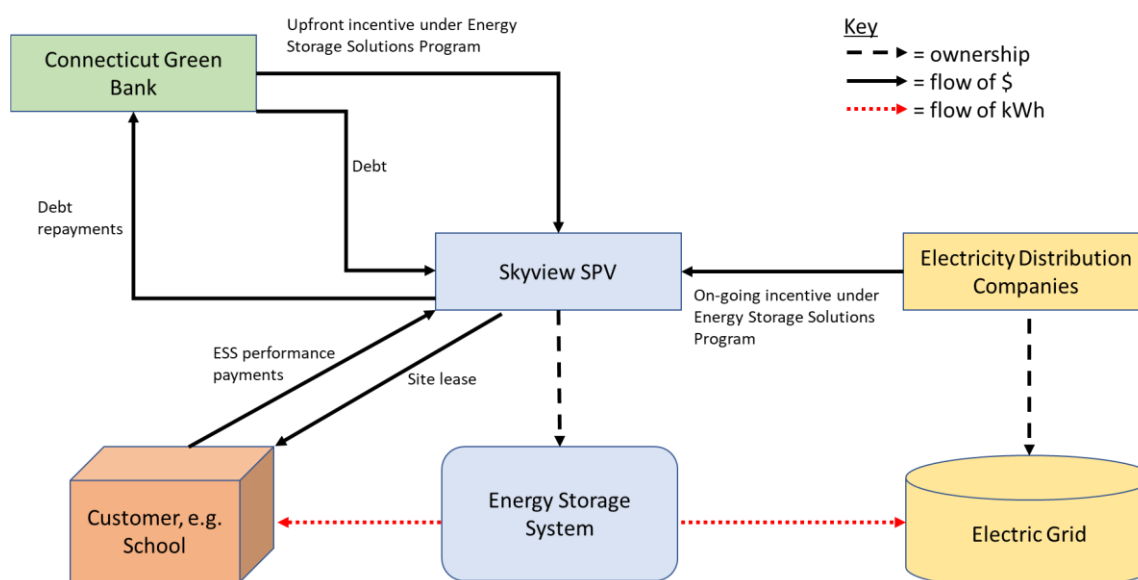 Upfront incentive under Energy
Storage Solutions Program
Key
= ownership
= flow of $
= flow of kWh
Connecticut Green
Bank
Debt
Debt
repayments
Skyview SPV
Electricity Distribution
Companies
On-going incentive under
Energy Storage Solutions
Program
ESS performance
payments
Site lease
Customer, e.g.
School
Energy Storage
System
Electric Grid